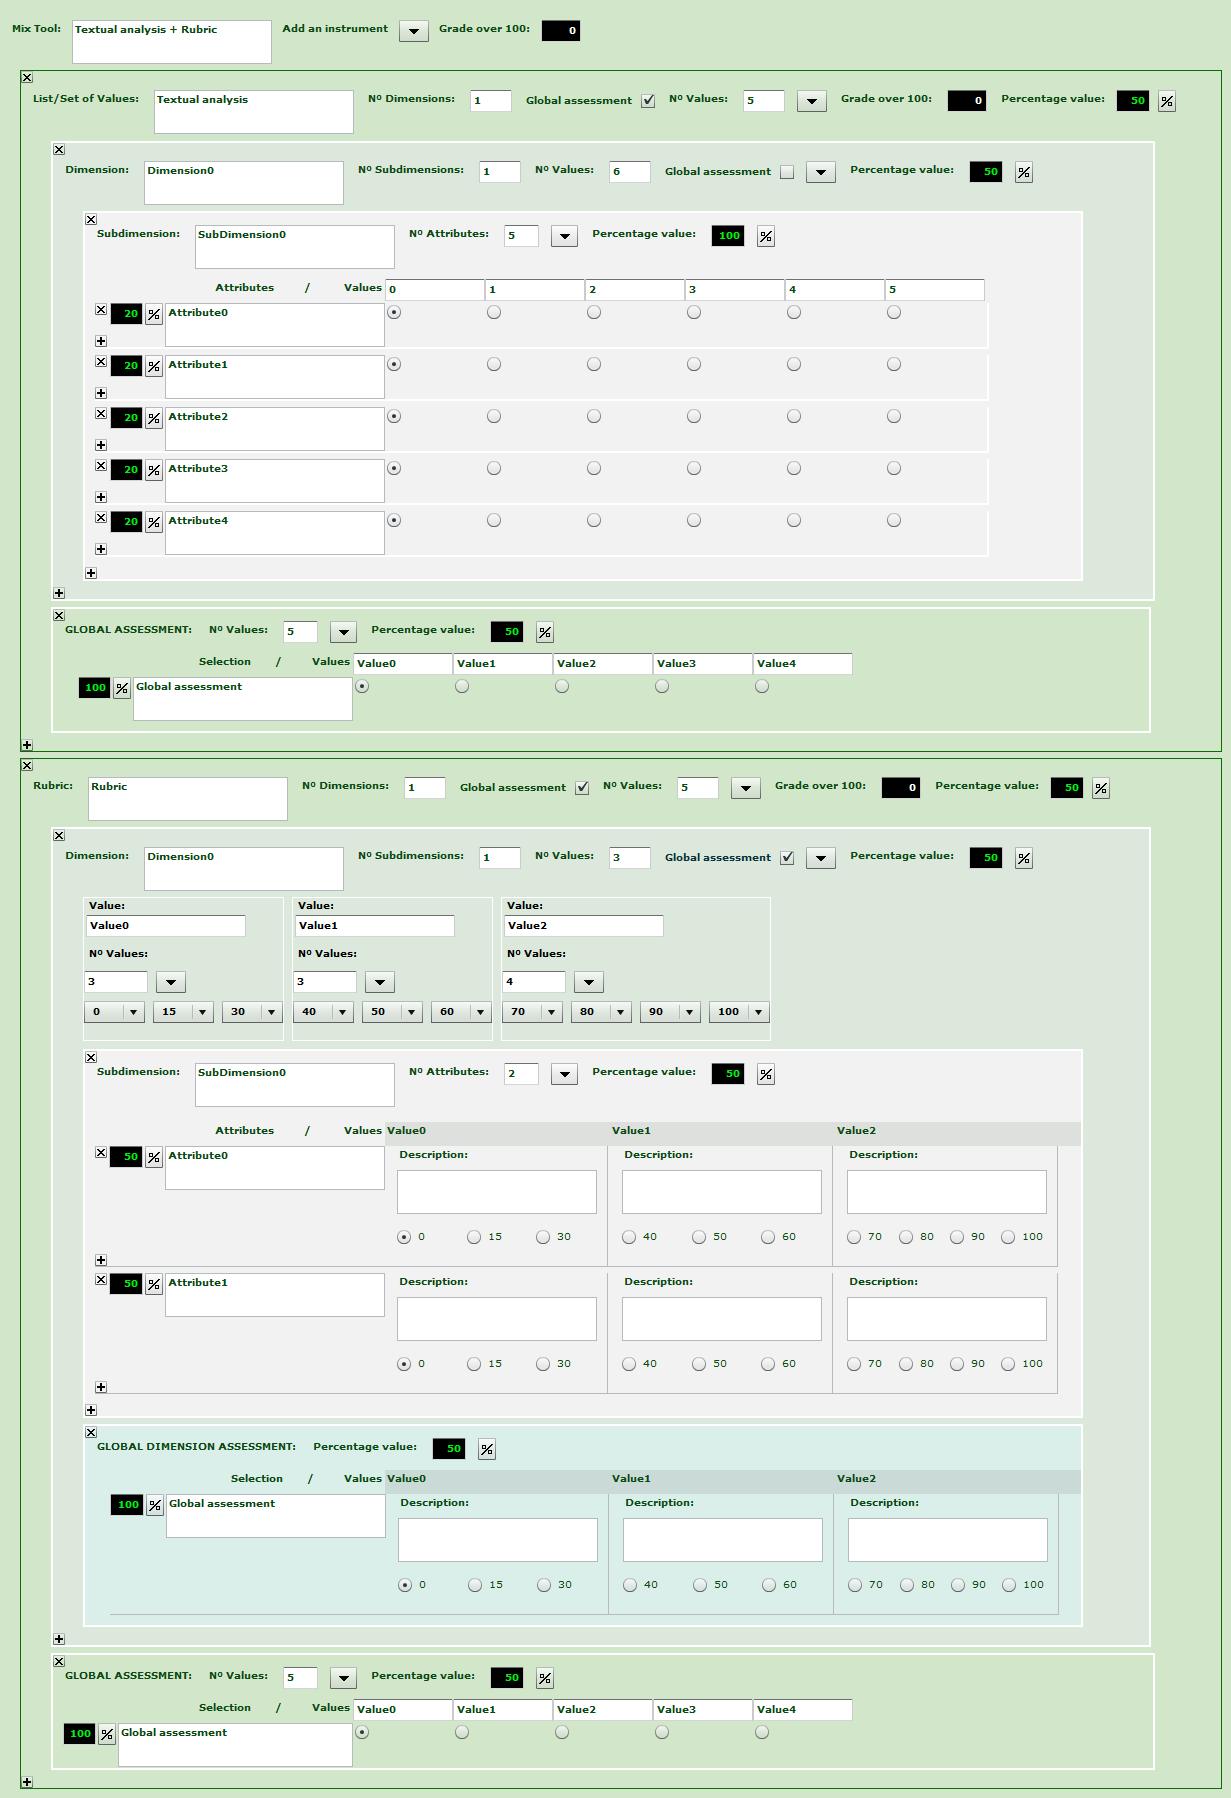 Mix Tool: Textual analysis + Rubric Add an instrument Grade over 100: 0
List/Set of Values: Textual analysis Nº Dimensions: 1 Global assessment Nº Values: 5 Grade over 100: 0 Percentage value: 50 %
Dimension: Dimension0 Nº Subdimensions: 1 Nº Values: 6 Global assessment Percentage value: 50 %
Subdimension: SubDimension0 Nº Attributes: 5 Percentage value: 100 %
Attributes / Values 0 1 2 3 4 5
20 % Attribute0
20 % Attribute1
20 % Attribute2
20 % Attribute3
20 % Attribute4
GLOBAL ASSESSMENT: Nº Values: 5 Percentage value: 50 %
Selection / Values Value0 Value1 Value2 Value3 Value4
100 % Global assessment
Rubric: Rubric Nº Dimensions: 1 Global assessment Nº Values: 5 Grade over 100: 0 Percentage value: 50 %
Dimension: Dimension0 Nº Subdimensions: 1 Nº Values: 3 Global assessment Percentage value: 50 %
Value: Value: Value:
Value0 Value1 Value2
Nº Values: Nº Values: Nº Values:
3 3 4
0 15 30 40 50 60 70 80 90 100
Subdimension: SubDimension0 Nº Attributes: 2 Percentage value: 50 %
Attributes / Values Value0 Value1 Value2
50 % Attribute0 Description: Description: Description:
0 15 30 40 50 60 70 80 90 100
50 % Attribute1 Description: Description: Description:
0 15 30 40 50 60 70 80 90 100
GLOBAL DIMENSION ASSESSMENT: Percentage value: 50 %
Selection / Values Value0 Value1 Value2
100 % Global assessment Description: Description: Description:
0 15 30 40 50 60 70 80 90 100
GLOBAL ASSESSMENT: Nº Values: 5 Percentage value: 50 %
Selection / Values Value0 Value1 Value2 Value3 Value4
100 % Global assessment